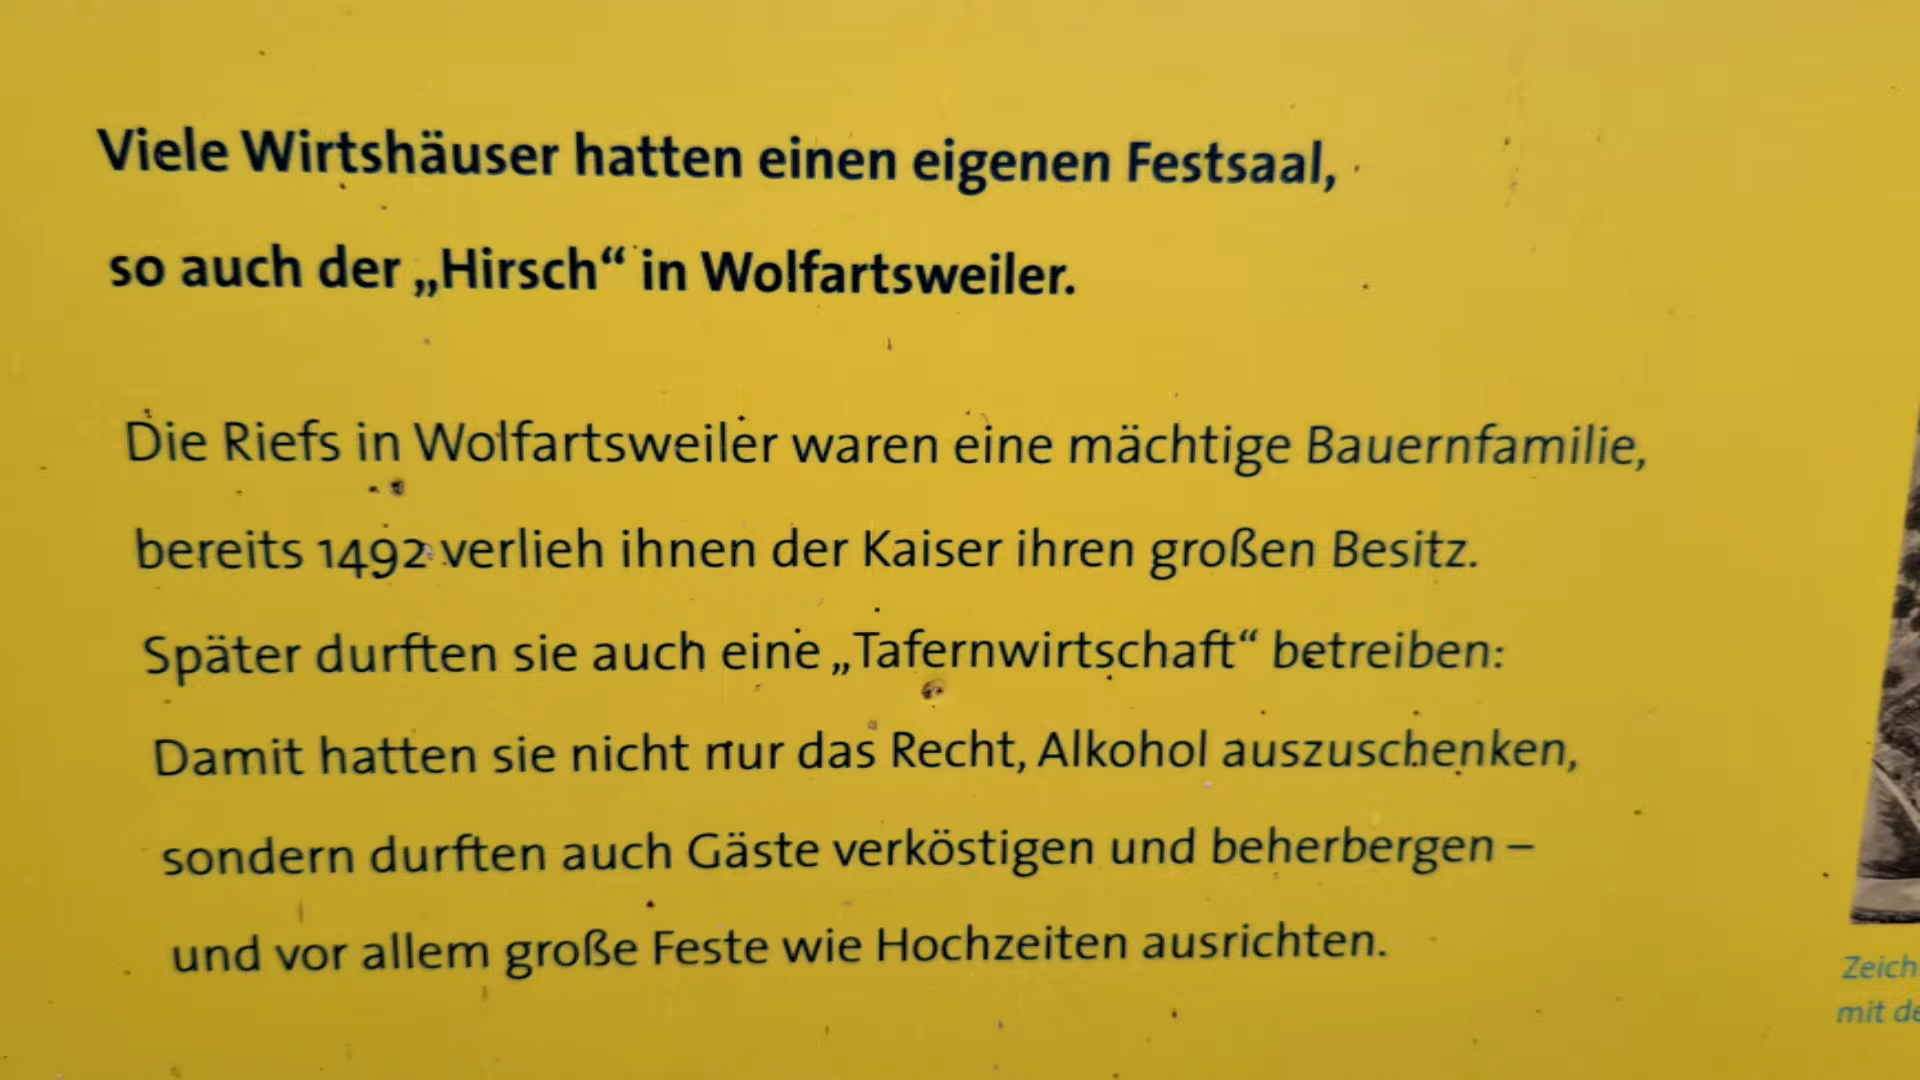 Viele Wirtshäuser hatten einen eigenen Festsaal,
so auch der „Hirsch“ in Wolfartsweiler.
Die Riefs in Wolfartsweiler waren eine mächtige Bauernfamilie,
bereits 1492 verlieh ihnen der Kaiser ihren großen Besitz.
Später durften sie auch eine „Tafernwirtschaft“ betreiben:
Damit hatten sie nicht nur das Recht, Alkohol auszuschenken,
sondern durften auch Gäste verköstigen und beherbergen –
und vor allem große Feste wie Hochzeiten ausrichten.
mit